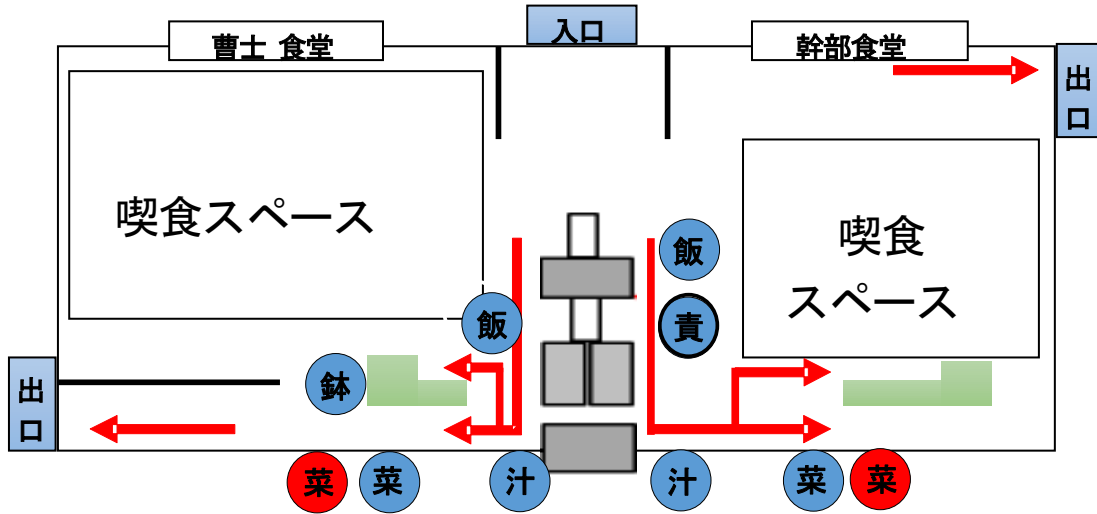 入口
曹士 食堂
幹部食堂
出
口
喫食スペース
喫食
スペース
飯
責
飯
鉢
出
口
菜
菜
汁
汁
菜
菜